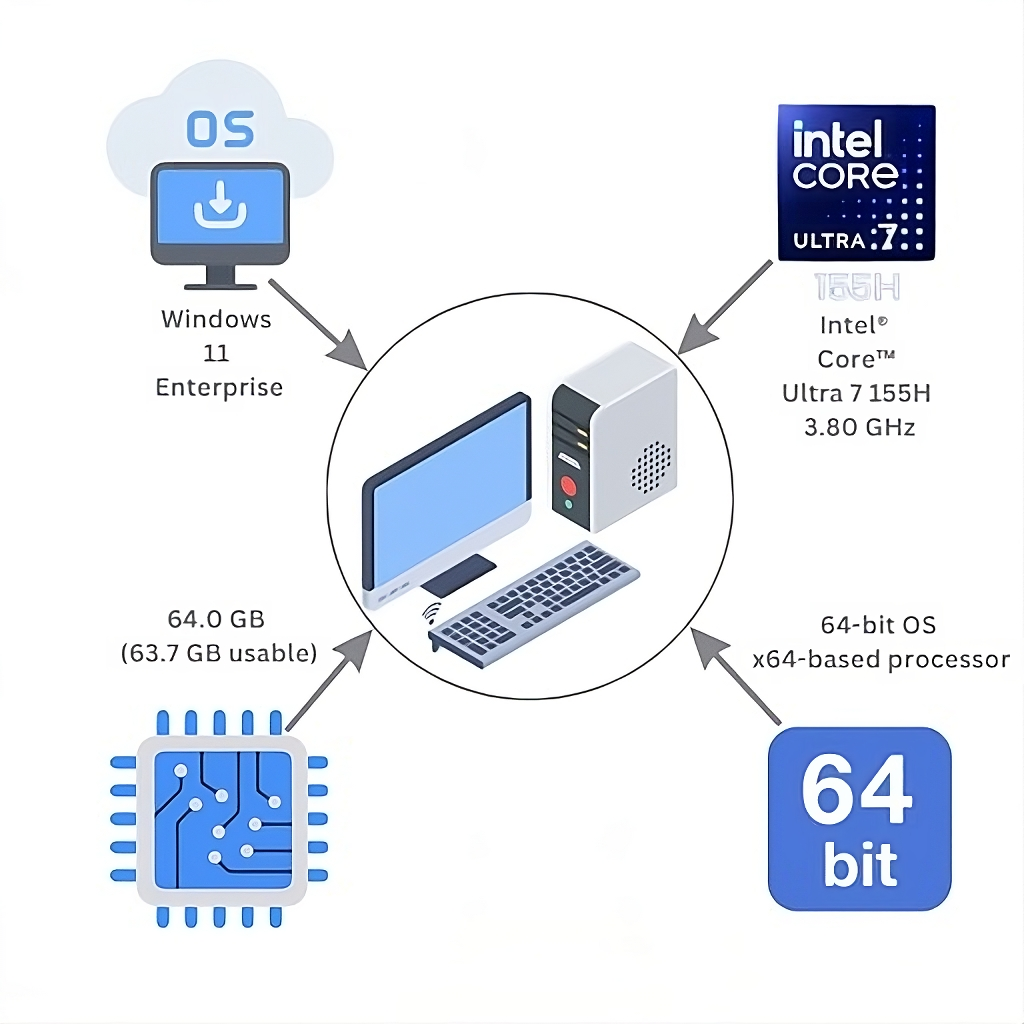 OS
Windows
11
Enterprise
intel
CORE
ULTRA 7
155H
Intel®
Core™
Ultra 7 155H
3.80 GHz
64.0 GB
(63.7 GB usable)
64-bit OS
x64-based processor
64
bit